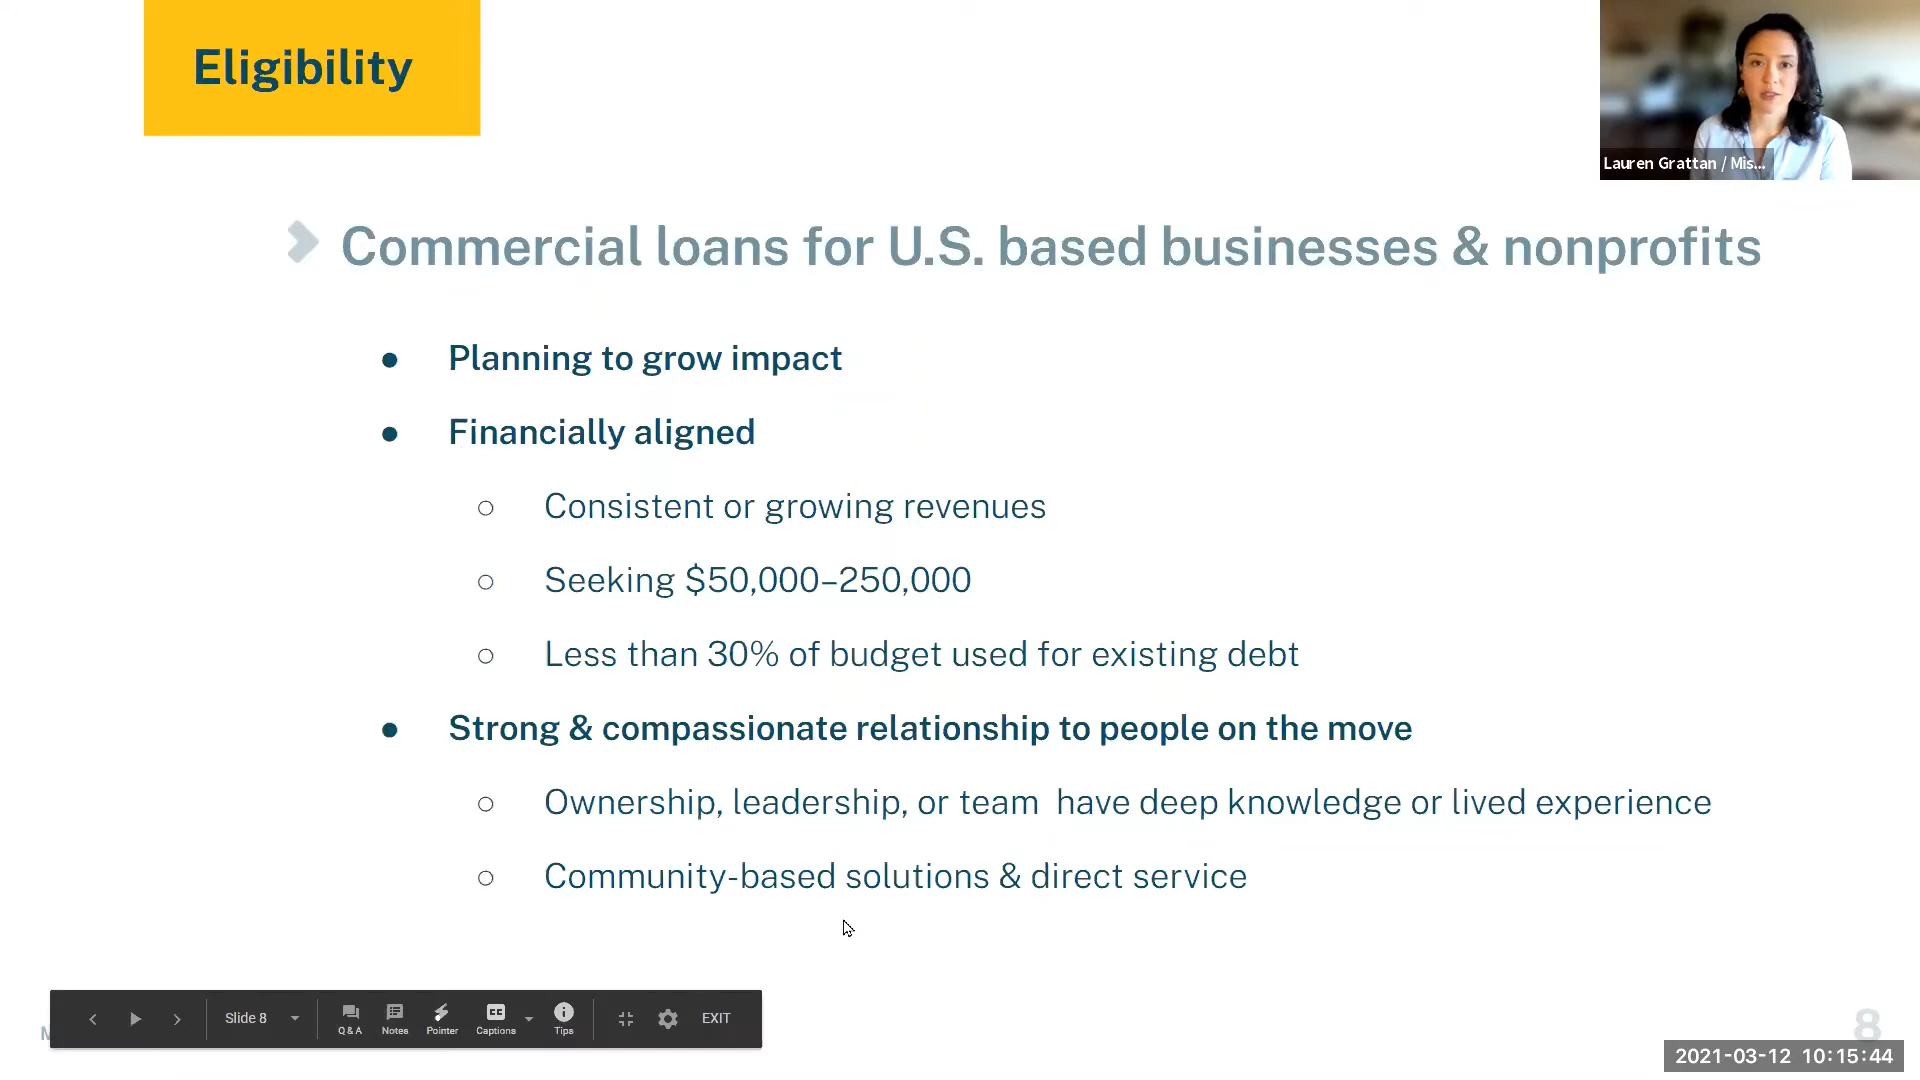 Eligibility
Lauren Grattan / Mis...
Commercial loans for U.S. based businesses & nonprofits
● Planning to grow impact
● Financially aligned
○ Consistent or growing revenues
○ Seeking $50,000–250,000
○ Less than 30% of budget used for existing debt
● Strong & compassionate relationship to people on the move
○ Ownership, leadership, or team have deep knowledge or lived experience
○ Community-based solutions & direct service
Slide 8
Q & A
Notes
Pointer
CC
Captions
Tips
EXIT
8
2021-03-12 10:15:44